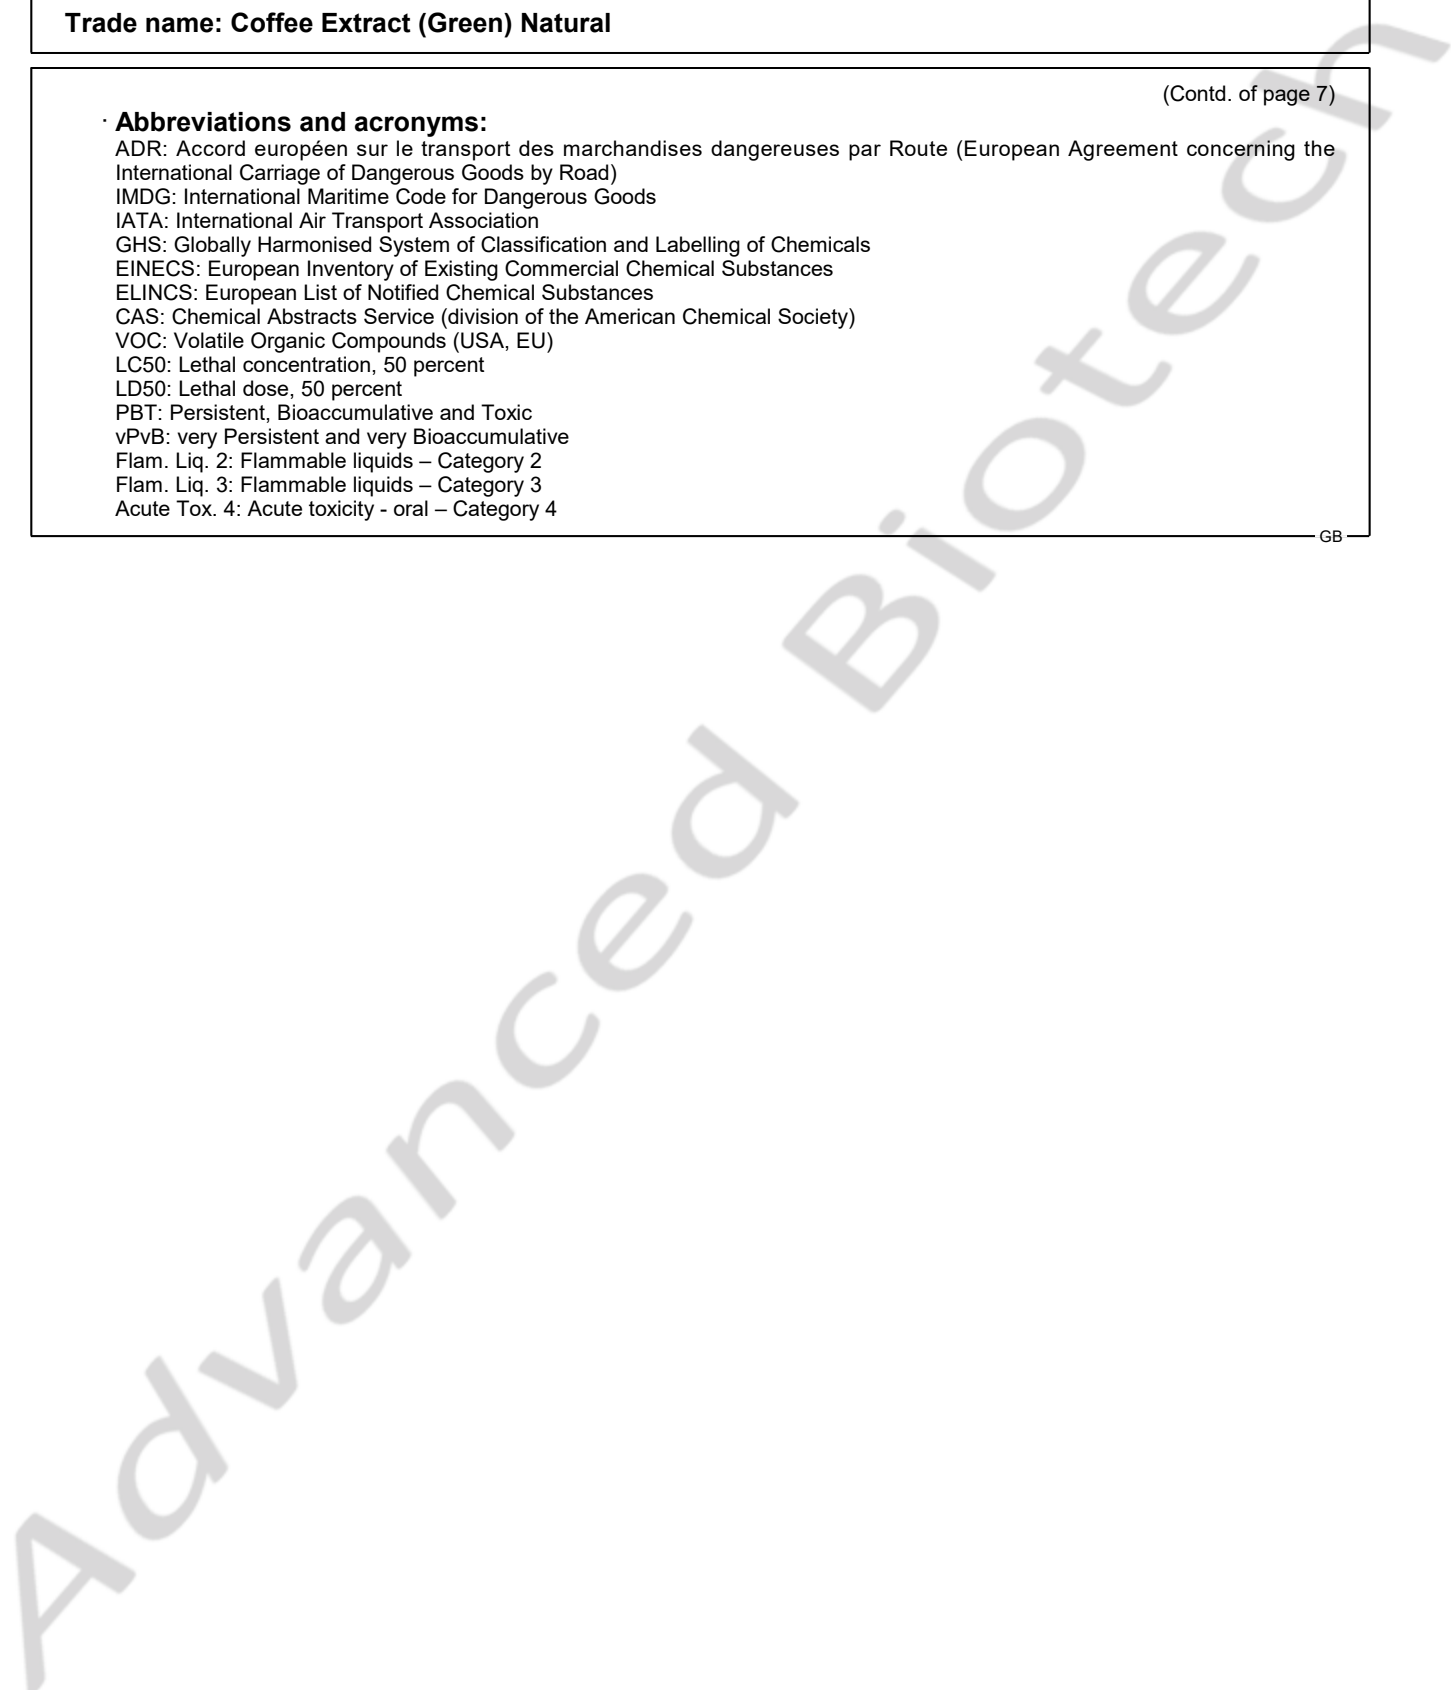 Trade name: Coffee Extract (Green) Natural
(Contd. of page 7)
· Abbreviations and acronyms:
ADR: Accord européen sur le transport des marchandises dangereuses par Route (European Agreement concerning the
International Carriage of Dangerous Goods by Road)
IMDG: International Maritime Code for Dangerous Goods
IATA: International Air Transport Association
GHS: Globally Harmonised System of Classification and Labelling of Chemicals
EINECS: European Inventory of Existing Commercial Chemical Substances
ELINCS: European List of Notified Chemical Substances
CAS: Chemical Abstracts Service (division of the American Chemical Society)
VOC: Volatile Organic Compounds (USA, EU)
LC50: Lethal concentration, 50 percent
LD50: Lethal dose, 50 percent
PBT: Persistent, Bioaccumulative and Toxic
vPvB: very Persistent and very Bioaccumulative
Flam. Liq. 2: Flammable liquids – Category 2
Flam. Liq. 3: Flammable liquids – Category 3
Acute Tox. 4: Acute toxicity - oral – Category 4
GB
Advanced Biotech